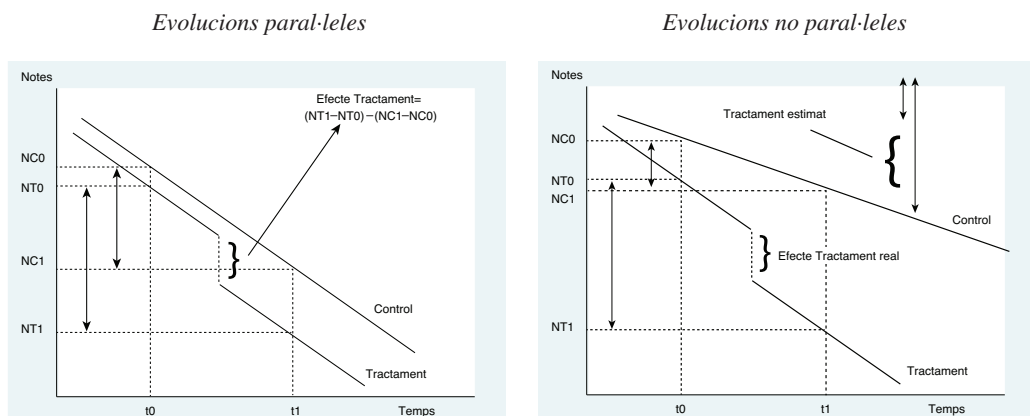 Evolucions paral·leles
Notes
Efecte Tractament=
(NT1–NT0)–(NC1–NC0)
NC0
NT0
NC1
NT1
Control
Tractament
t0
t1
Temps
Evolucions no paral·leles
Notes
Tractament estimat
NC0
NT0
NC1
Control
Efecte Tractament real
NT1
Tractament
t0
t1
Temps